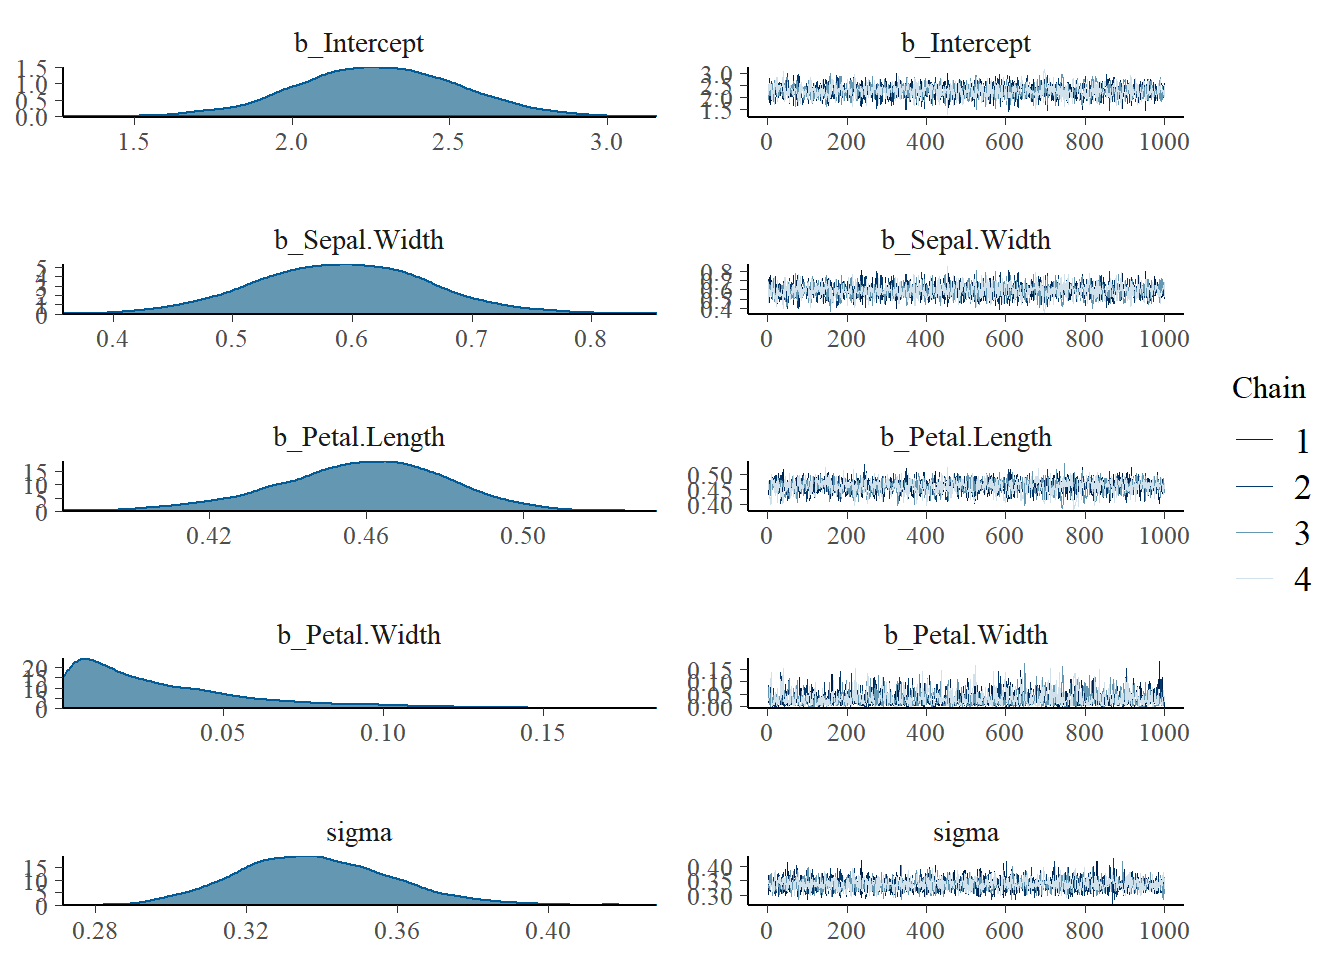 b_Intercept
b_Intercept
1.5
1.0
0.5
0.0
1.5 2.0 2.5 3.0
3.0
2.5
2.0
1.5
0 200 400 600 800 1000
b_Sepal.Width
b_Sepal.Width
5
4
3
2
1
0
0.4 0.5 0.6 0.7 0.8
0.8
0.7
0.6
0.5
0.4
0 200 400 600 800 1000
Chain
1
2
3
4
b_Petal.Length
b_Petal.Length
15
10
5
0
0.42 0.46 0.50
0.50
0.45
0.40
0 200 400 600 800 1000
b_Petal.Width
b_Petal.Width
20
15
10
5
0
0.05 0.10 0.15
0.15
0.10
0.05
0.00
0 200 400 600 800 1000
sigma
sigma
15
10
5
0
0.28 0.32 0.36 0.40
0.40
0.35
0.30
0 200 400 600 800 1000